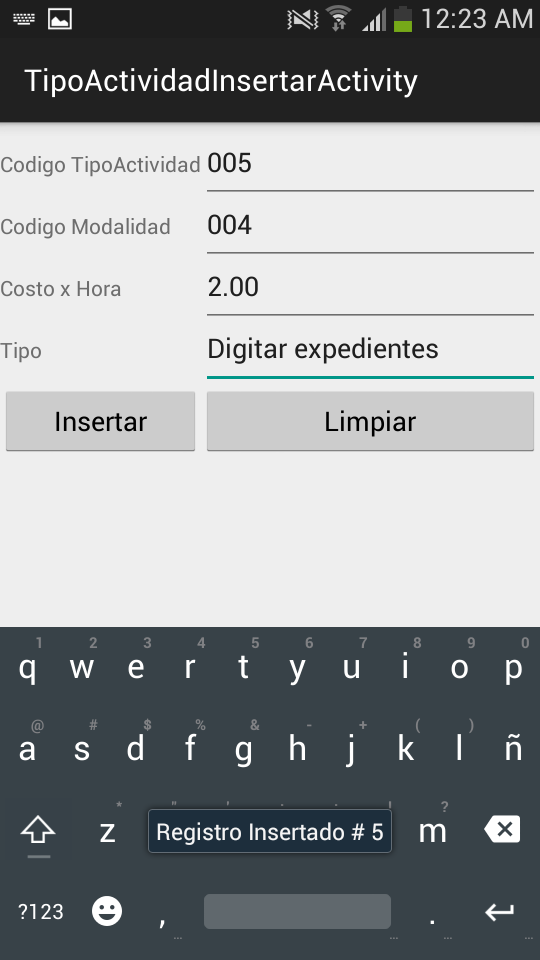 12:23 AM
TipoActividadInsertarActivity
Codigo TipoActividad 005
Codigo Modalidad 004
Costo x Hora 2.00
Tipo Digitar expedientes
Insertar Limpiar
1 2 3 4 5 6 7 8 9 0
q w e r t y u i o p
@ # $ % & - + ( )
a s d f g h j k l ñ
* ?
z Registro Insertado # 5 m
?123 , .